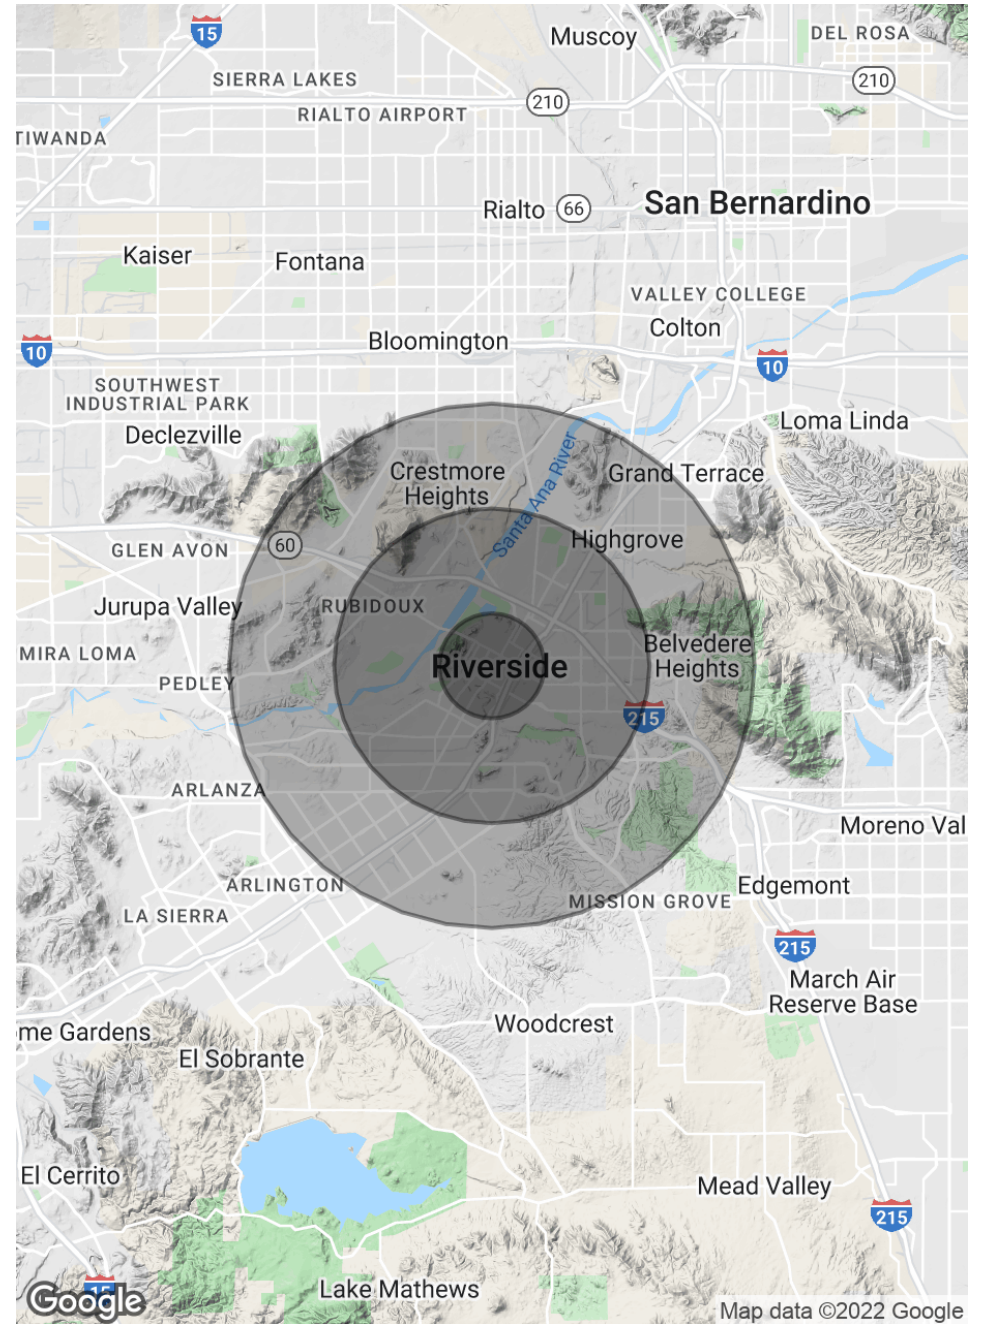 15
Muscoy
DEL ROSA
SIERRA LAKES
210
210
RIALTO AIRPORT
TIWANDA
Rialto
66
San Bernardino
Kaiser
Fontana
VALLEY COLLEGE
Colton
10
Bloomington
10
SOUTHWEST
INDUSTRIAL PARK
Declezville
Loma Linda
Crestmore
Heights
Santa Ana River
Grand Terrace
GLEN AVON
60
Highgrove
Jurupa Valley
RUBIDOUX
MIRA LOMA
Belvedere
Heights
Riverside
PEDLEY
215
ARLANZA
Moreno Val
ARLINGTON
Edgemont
LA SIERRA
MISSION GROVE
215
March Air
Reserve Base
Woodcrest
ome Gardens
El Sobrante
El Cerrito
Mead Valley
215
15
Lake Mathews
Google
Map data ©2022 Google